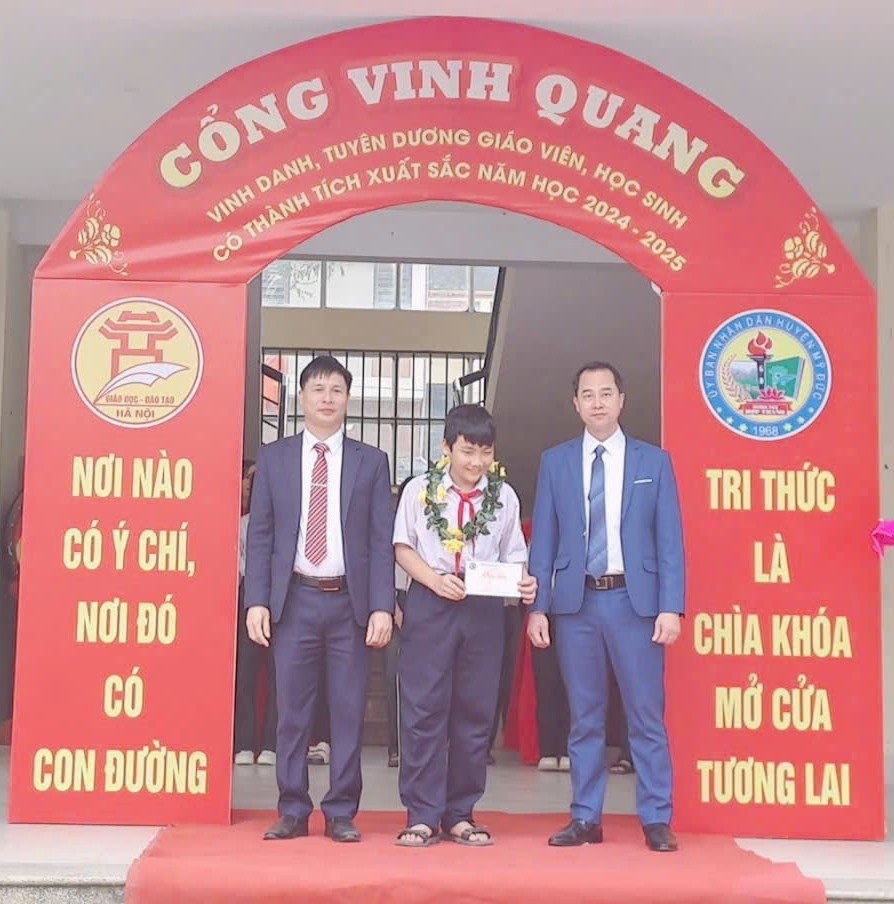 CỔNG VINH QUANG
VINH DANH, TUYÊN DƯƠNG GIÁO VIÊN, HỌC SINH
CÓ THÀNH TÍCH XUẤT SẮC NĂM HỌC 2024 - 2025
GIÁO DỤC - ĐÀO TẠO
HÀ NỘI
NƠI NÀO
CÓ Ý CHÍ,
NƠI ĐÓ
CÓ
CON ĐƯỜNG
ỦY BAN NHÂN DÂN HUYỆN MỸ ĐỨC
1968
TRI THỨC
LÀ
CHÌA KHÓA
MỞ CỬA
TƯƠNG LAI